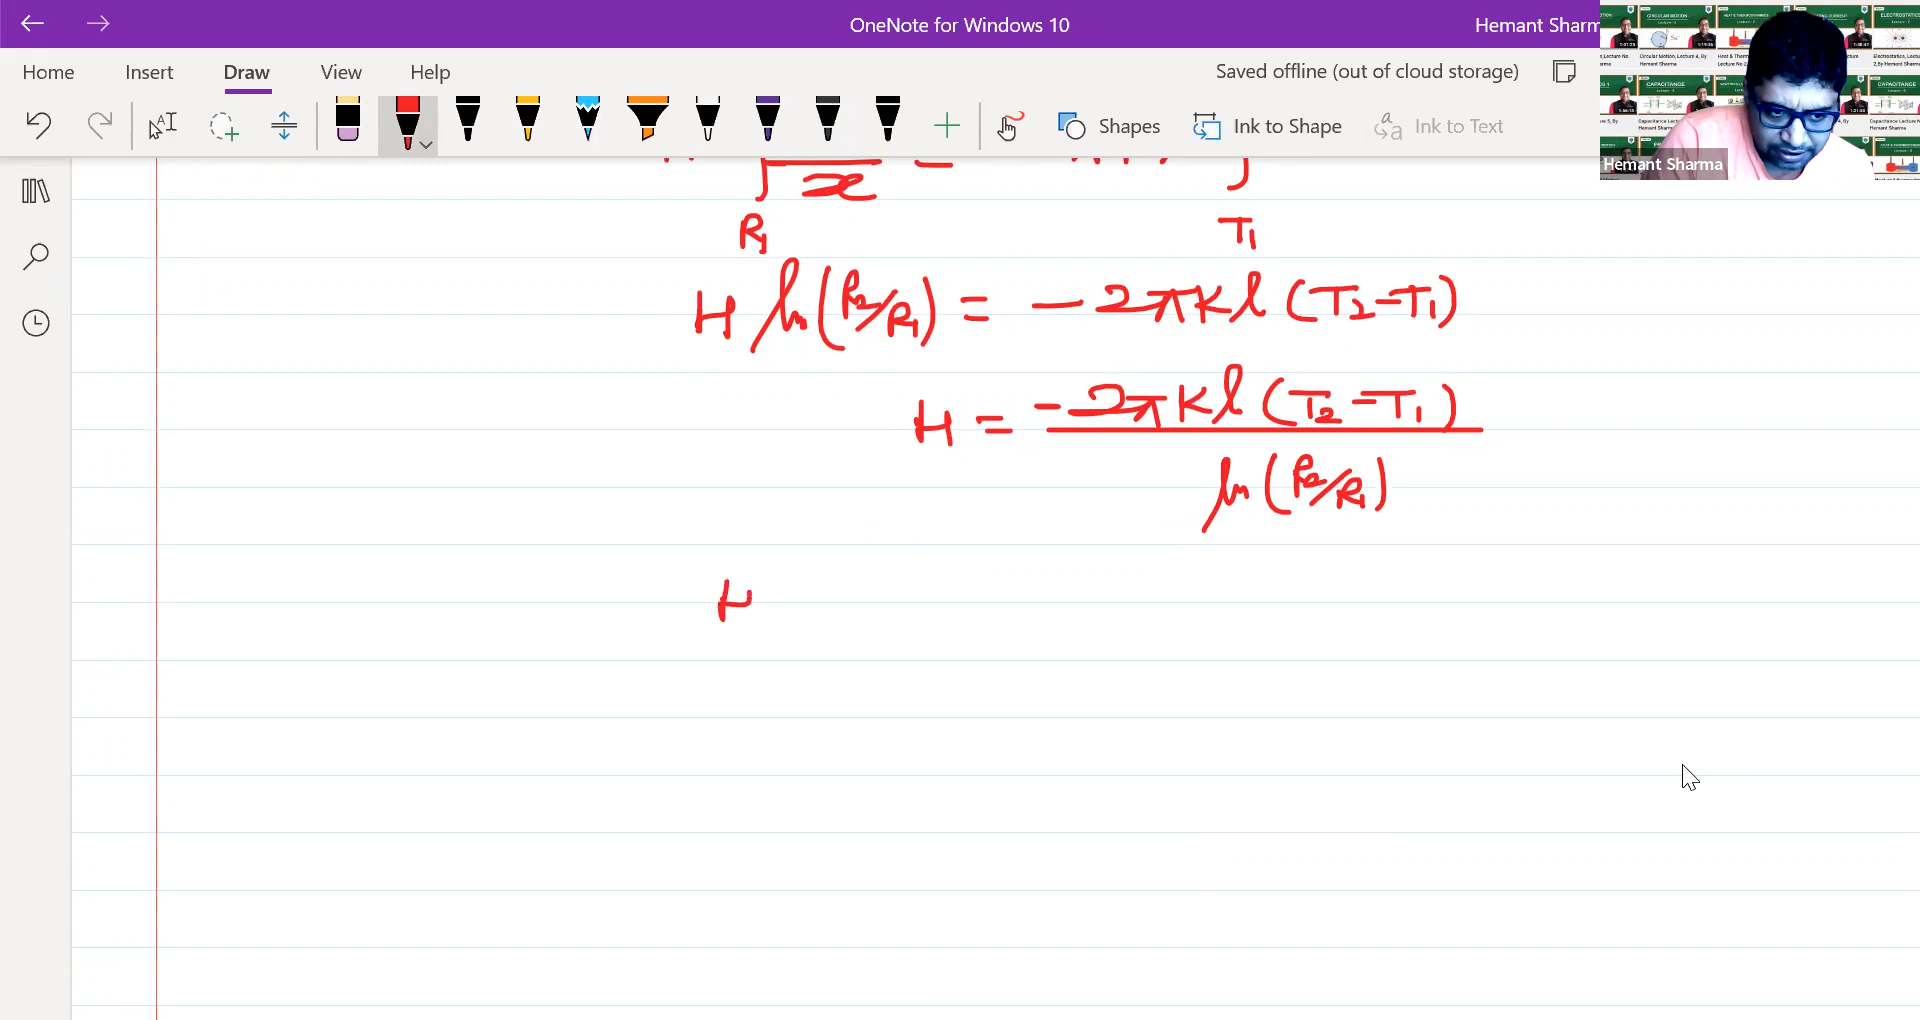 OneNote for Windows 10
Hemant Sharm
Home Insert Draw View Help
Saved offline (out of cloud storage)
Shapes Ink to Shape Ink to Text
Hemant Sharma
x
R₁ T₁
H ln(R₂/R₁) = -2πKl (T₂-T₁)
H = -2πKl (T₂-T₁)
ln (R₂/R₁)
H